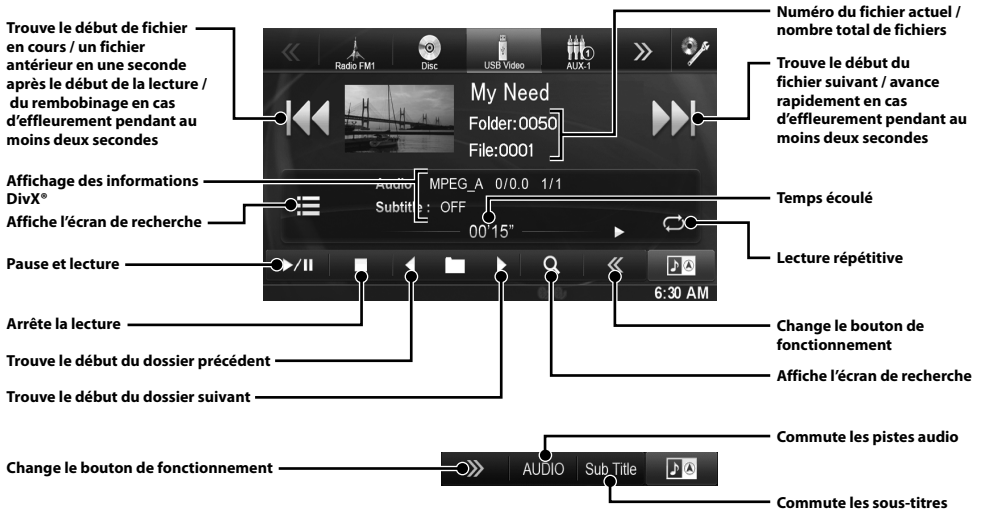 Trouve le début de fichier
en cours / un fichier
antérieur en une seconde
après le début de la lecture /
du rembobinage en cas
d'effleurement pendant au
moins deux secondes
Affichage des informations
DivX®
Affiche l'écran de recherche
Pause et lecture
Arrête la lecture
Trouve le début du dossier précédent
Trouve le début du dossier suivant
Change le bouton de fonctionnement
Radio FM1
Disc
USB Video
AUX-1
1
My Need
Folder:0050
File:0001
Audio MPEG_A 0/0.0 1/1
Subtitle : OFF
00'15"
6:30 AM
Numéro du fichier actuel /
nombre total de fichiers
Trouve le début du
fichier suivant / avance
rapidement en cas
d'effleurement pendant au
moins deux secondes
Temps écoulé
Lecture répétitive
Change le bouton de
fonctionnement
Affiche l'écran de recherche
Commute les pistes audio
AUDIO
Sub Title
Commute les sous-titres